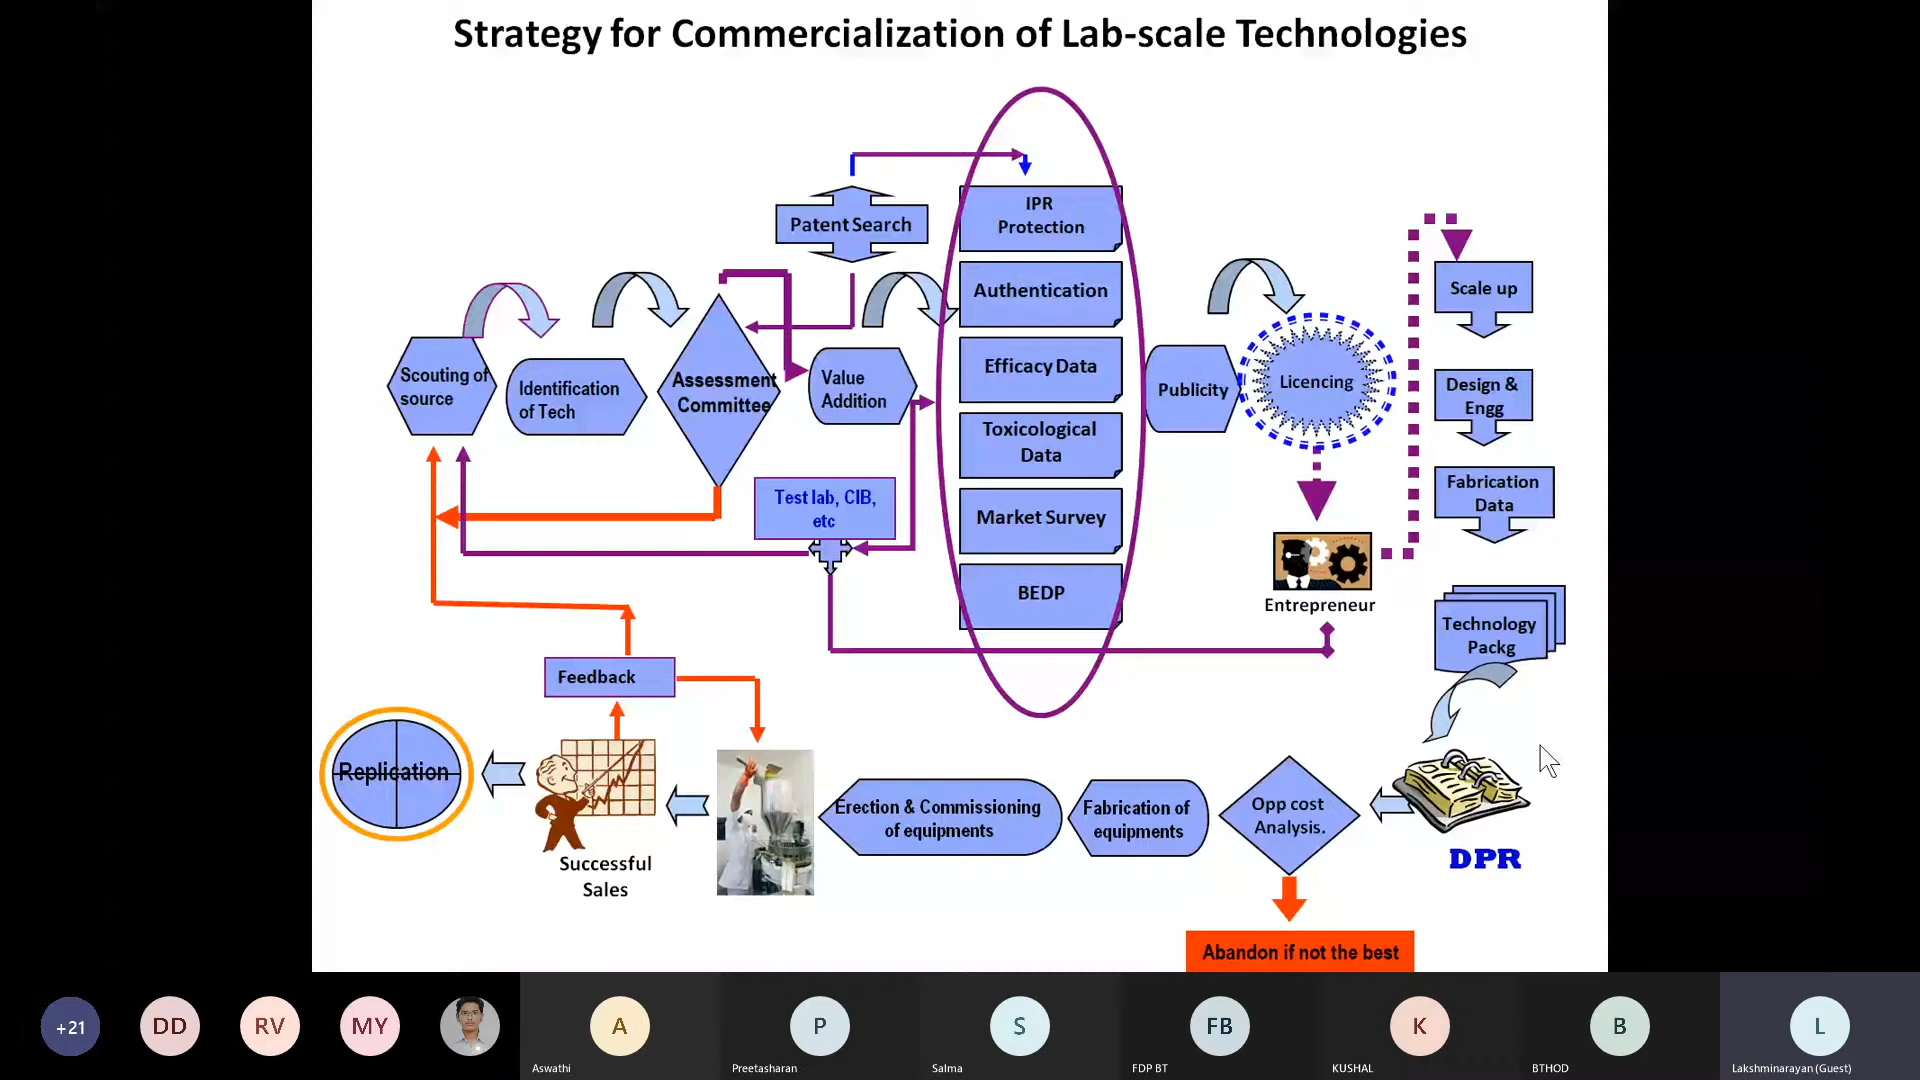 Strategy for Commercialization of Lab-scale Technologies
Patent Search
IPR
Protection
Authentication
Efficacy Data
Toxicological
Data
Market Survey
BEDP
Scouting of
source
Identification
of Tech
Assessment
Committee
Value
Addition
Test lab, CIB,
etc
Publicity
Licencing
Entrepreneur
Scale up
Design &
Engg
Fabrication
Data
Technology
Packg
DPR
Opp cost
Analysis.
Abandon if not the best
Fabrication of
equipments
Erection & Commissioning
of equipments
Feedback
Successful
Sales
Replication
+21
DD
RV
MY
A
Aswathi
P
Preetasharan
S
Salma
FB
FDP BT
K
KUSHAL
B
BTHOD
L
Lakshminarayan (Guest)